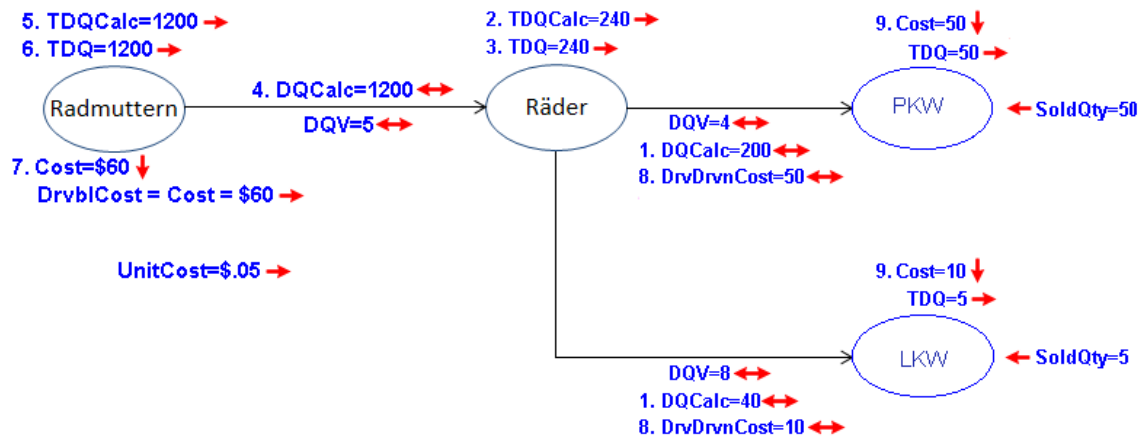 5. TDQCalc=1200
6. TDQ=1200
Radmuttern
7. Cost=$60
DrvblCost = Cost = $60
UnitCost=$.05
4. DQCalc=1200
DQV=5
2. TDQCalc=240
3. TDQ=240
Räder
DQV=4
1. DQCalc=200
8. DrvDrvnCost=50
9. Cost=50
TDQ=50
PKW
SoldQty=50
DQV=8
1. DQCalc=40
8. DrvDrvnCost=10
9. Cost=10
TDQ=5
LKW
SoldQty=5